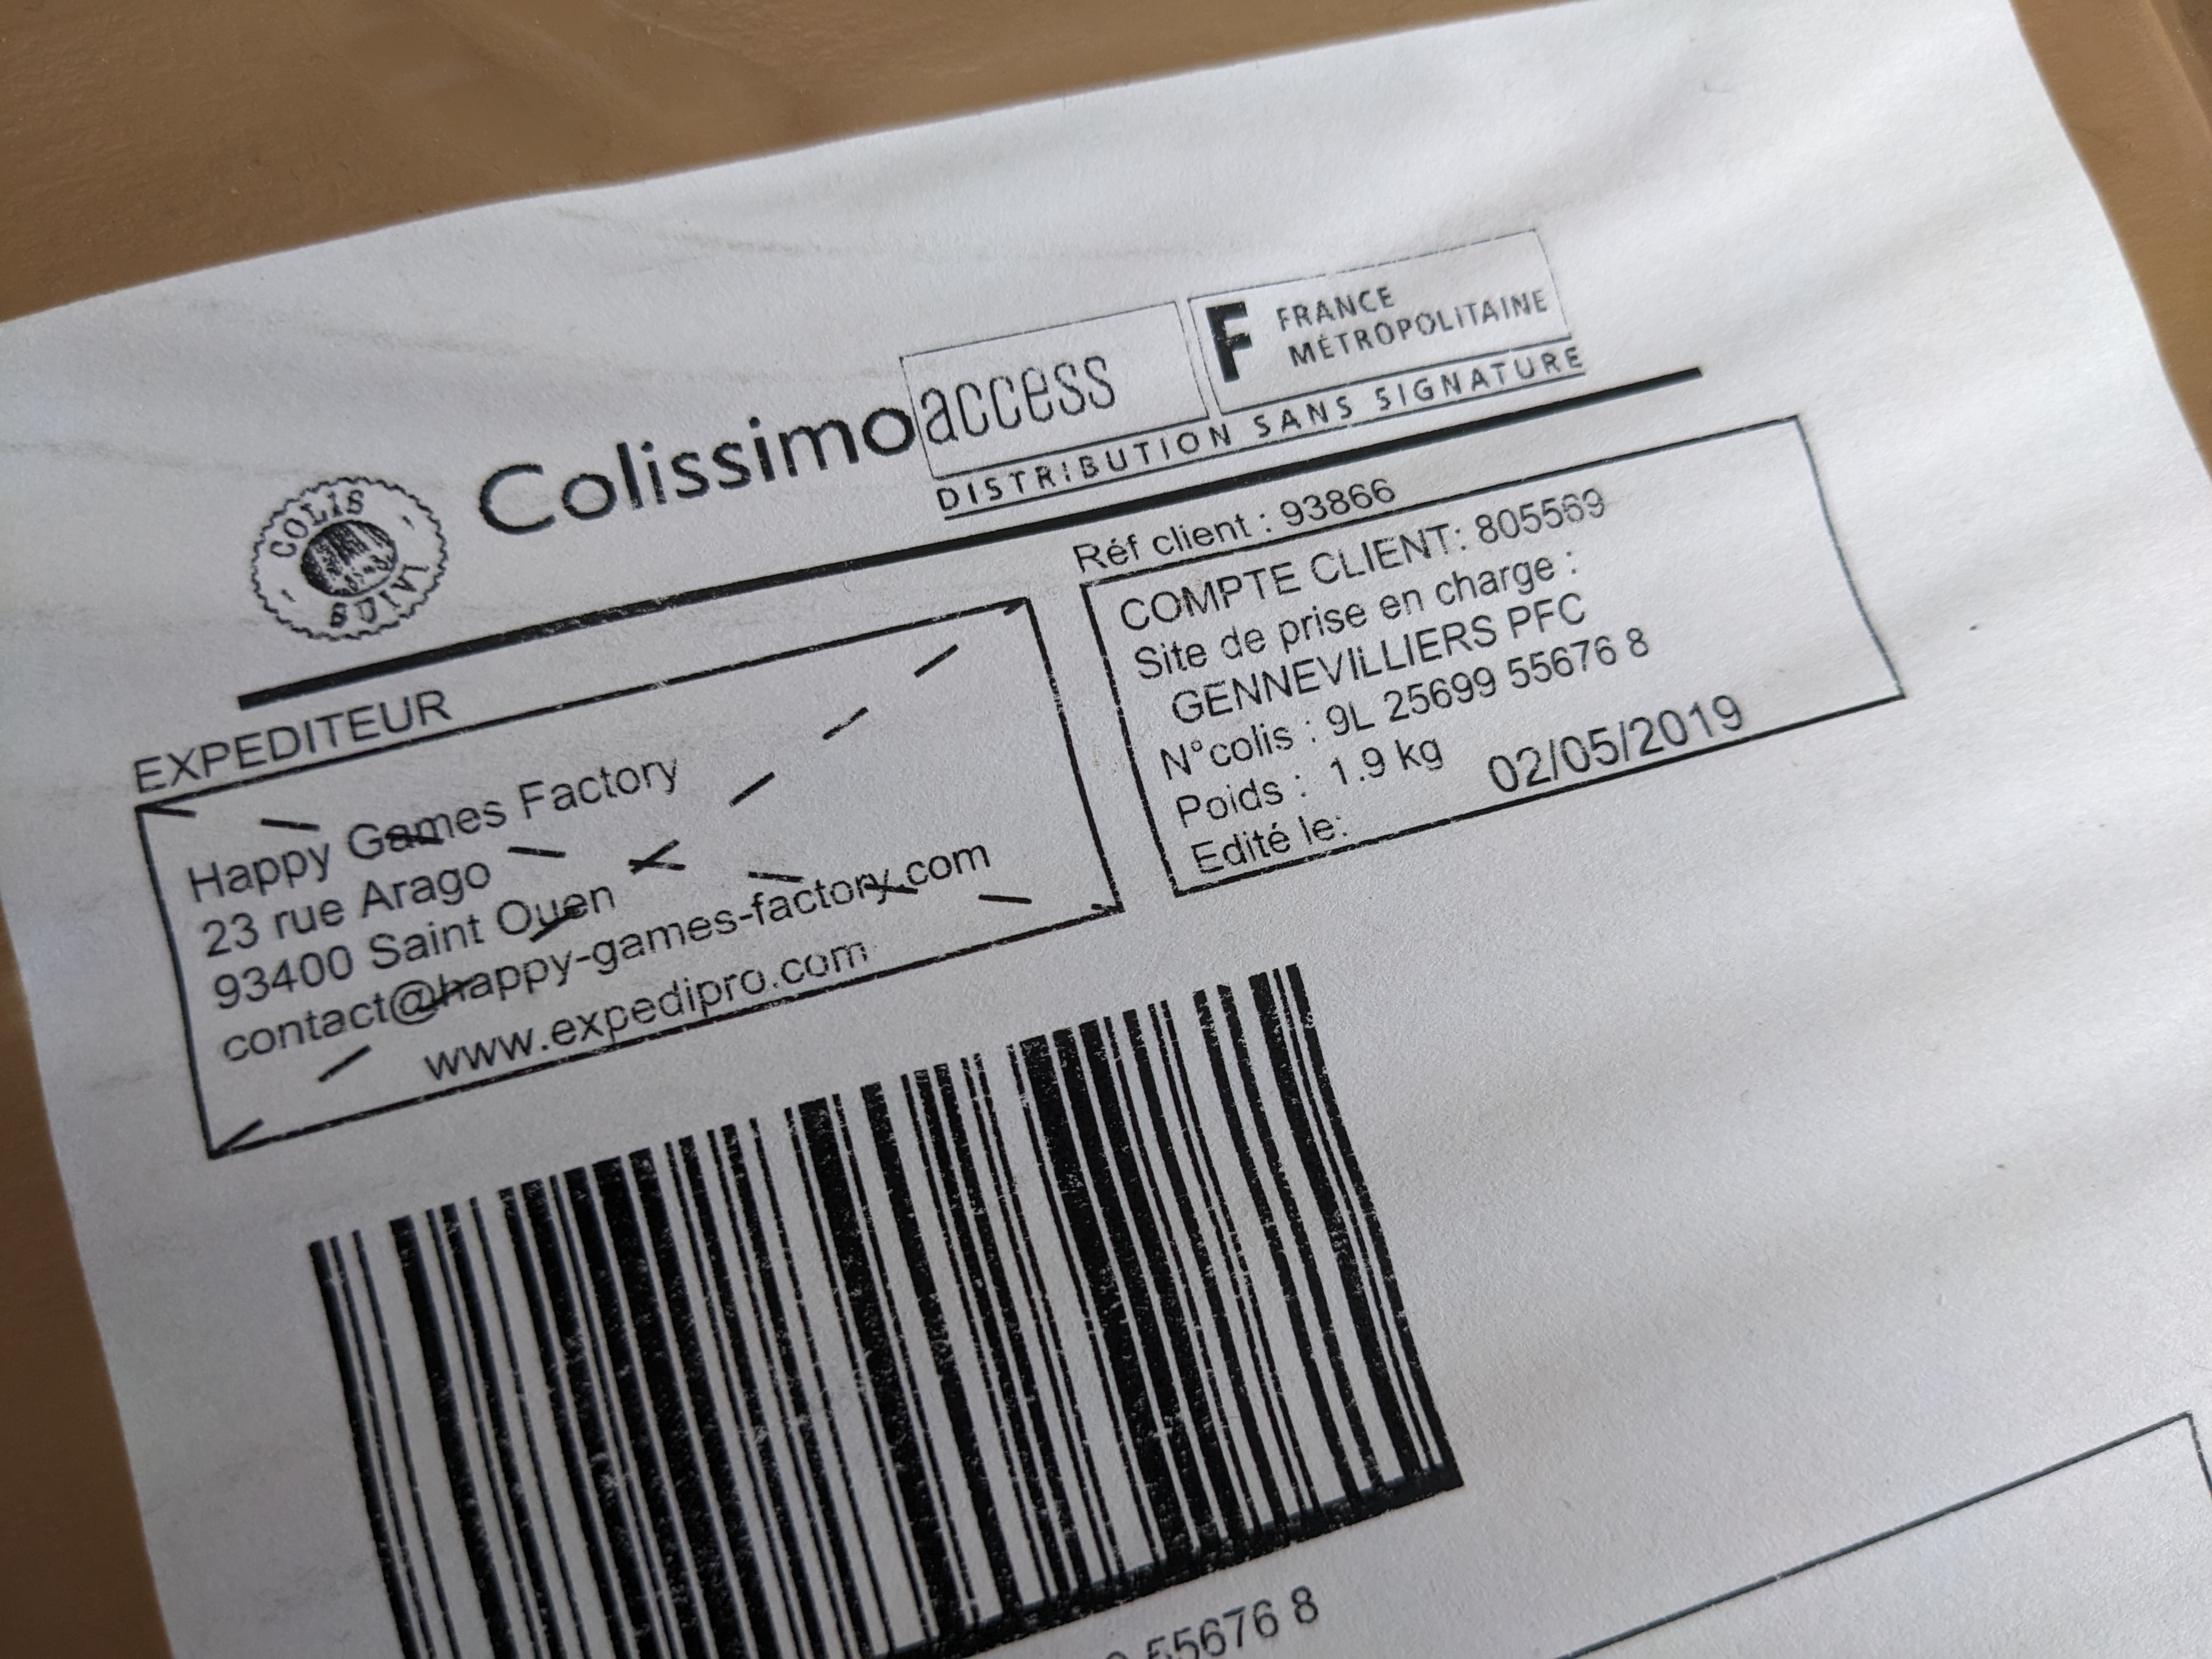 COLIS SUIVI
Colissimo access
F FRANCE
MÉTROPOLITAINE
DISTRIBUTION SANS SIGNATURE
EXPEDITEUR
Happy Games Factory
23 rue Arago
93400 Saint Ouen
contact@happy-games-factory.com
www.expedipro.com
Réf client : 93866
COMPTE CLIENT: 805569
Site de prise en charge :
GENNEVILLIERS PFC
N°colis : 9L 25699 55676 8
Poids : 1.9 kg
Edité le: 02/05/2019
55676 8